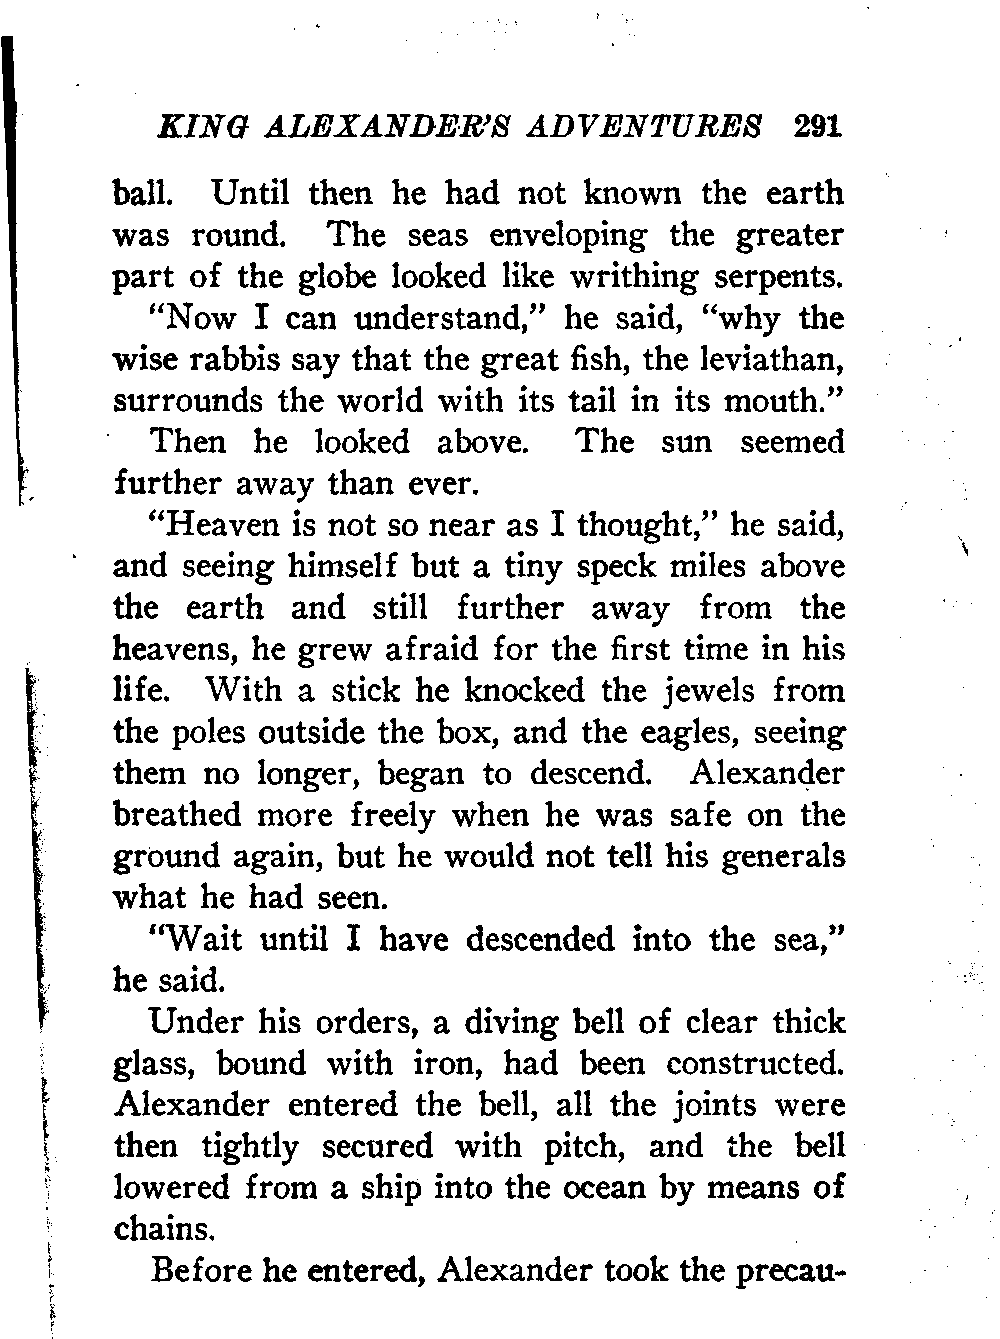 KING ALEXANDER'S ADVENTURES 291
ball. Until then he had not known the earth
was round. The seas enveloping the greater
part of the globe looked like writhing serpents.
"Now I can understand," he said, "why the
wise rabbis say that the great fish, the leviathan,
surrounds the world with its tail in its mouth."
Then he looked above. The sun seemed
further away than ever.
"Heaven is not so near as I thought," he said,
and seeing himself but a tiny speck miles above
the earth and still further away from the
heavens, he grew afraid for the first time in his
life. With a stick he knocked the jewels from
the poles outside the box, and the eagles, seeing
them no longer, began to descend. Alexander
breathed more freely when he was safe on the
ground again, but he would not tell his generals
what he had seen.
"Wait until I have descended into the sea,"
he said.
Under his orders, a diving bell of clear thick
glass, bound with iron, had been constructed.
Alexander entered the bell, all the joints were
then tightly secured with pitch, and the bell
lowered from a ship into the ocean by means of
chains.
Before he entered, Alexander took the precau-